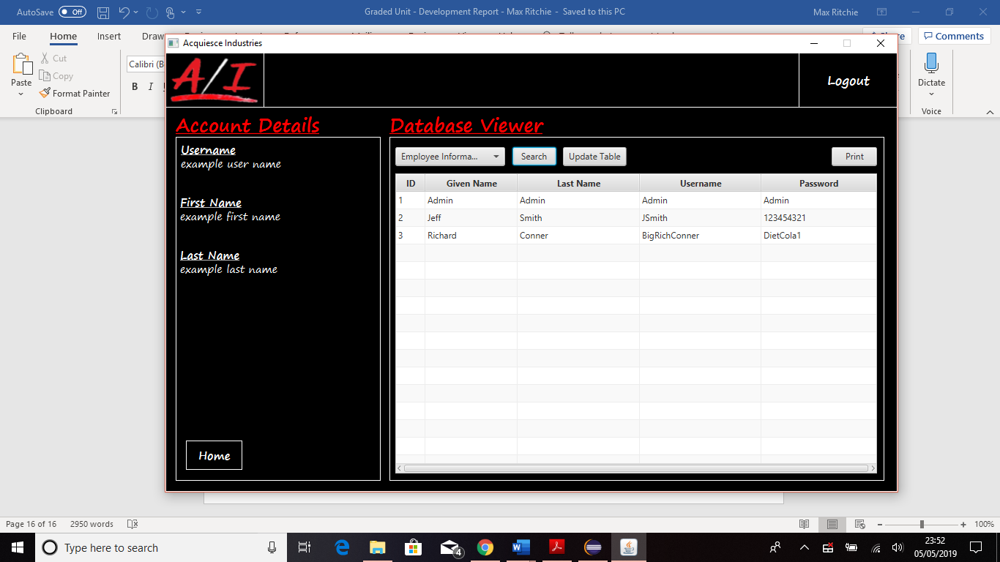 AutoSave Off
Graded Unit - Development Report - Max Ritchie - Saved to this PC
Max Ritchie
File Home Insert Draw
Comments
Acquiesce Industries
Paste
Cut
Copy
Format Painter
Clipboard
Calibri (B
B I
Dictate
Voice
A/I
Logout
Account Details
Username
example user name
First Name
example first name
Last Name
example last name
Home
Database Viewer
Employee Informa... Search Update Table Print
ID Given Name Last Name Username Password
1 Admin Admin Admin Admin
2 Jeff Smith JSmith 123454321
3 Richard Conner BigRichConner DietCola1
Page 16 of 16 2950 words
100%
Type here to search
4
23:52
05/05/2019